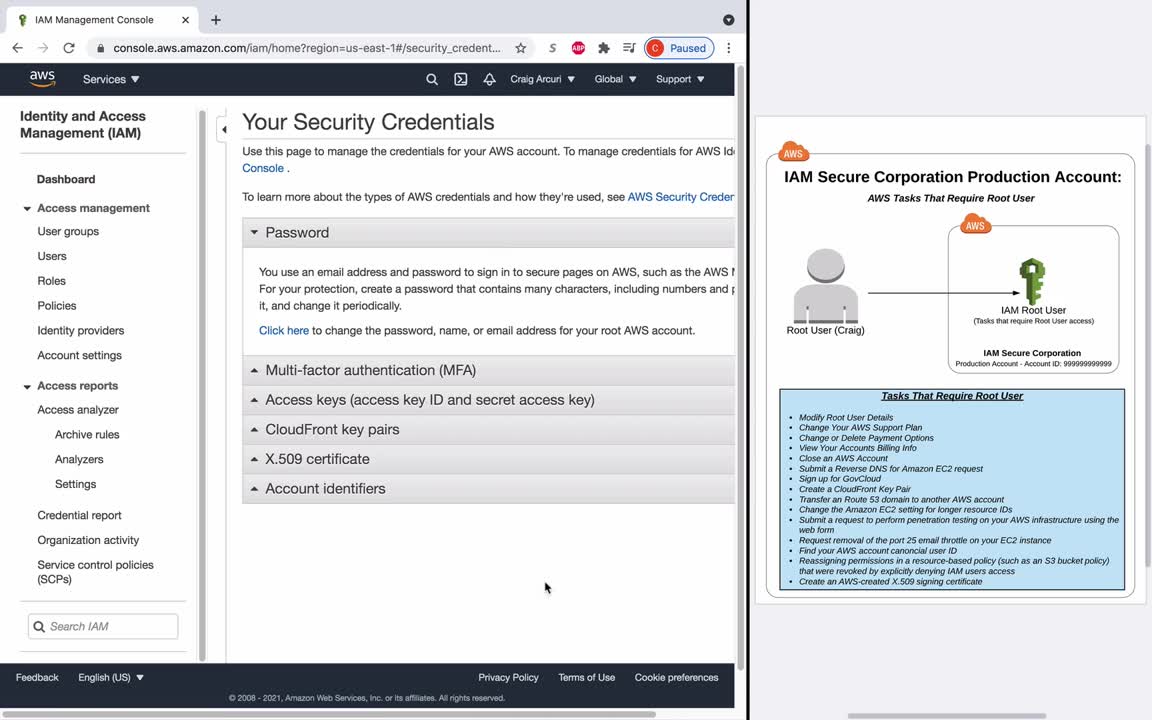 IAM Management Console
console.aws.amazon.com/iam/home?region=us-east-1#/security_credent...
S
ABP
C Paused
aws
Services
Craig Arcuri
Global
Support
Identity and Access
Management (IAM)
Dashboard
Access management
User groups
Users
Roles
Policies
Identity providers
Account settings
Access reports
Access analyzer
Archive rules
Analyzers
Settings
Credential report
Organization activity
Service control policies
(SCPs)
Search IAM
Your Security Credentials
Use this page to manage the credentials for your AWS account. To manage credentials for AWS Ide
Console .
To learn more about the types of AWS credentials and how they're used, see AWS Security Creden
Password
You use an email address and password to sign in to secure pages on AWS, such as the AWS M
For your protection, create a password that contains many characters, including numbers and p
it, and change it periodically.
Click here to change the password, name, or email address for your root AWS account.
Multi-factor authentication (MFA)
Access keys (access key ID and secret access key)
CloudFront key pairs
X.509 certificate
Account identifiers
Feedback
English (US)
Privacy Policy
Terms of Use
Cookie preferences
© 2008 - 2021, Amazon Web Services, Inc. or its affiliates. All rights reserved.
AWS
IAM Secure Corporation Production Account:
AWS Tasks That Require Root User
AWS
Root User (Craig)
IAM Root User
(Tasks that require Root User access)
IAM Secure Corporation
Production Account - Account ID: 999999999999
Tasks That Require Root User
• Modify Root User Details
• Change Your AWS Support Plan
• Change or Delete Payment Options
• View Your Accounts Billing Info
• Close an AWS Account
• Submit a Reverse DNS for Amazon EC2 request
• Sign up for GovCloud
• Create a CloudFront Key Pair
• Transfer an Route 53 domain to another AWS account
• Change the Amazon EC2 setting for longer resource IDs
• Submit a request to perform penetration testing on your AWS infrastructure using the
web form
• Request removal of the port 25 email throttle on your EC2 instance
• Find your AWS account canoncial user ID
• Reassigning permissions in a resource-based policy (such as an S3 bucket policy)
that were revoked by explicitly denying IAM users access
• Create an AWS-created X.509 signing certificate